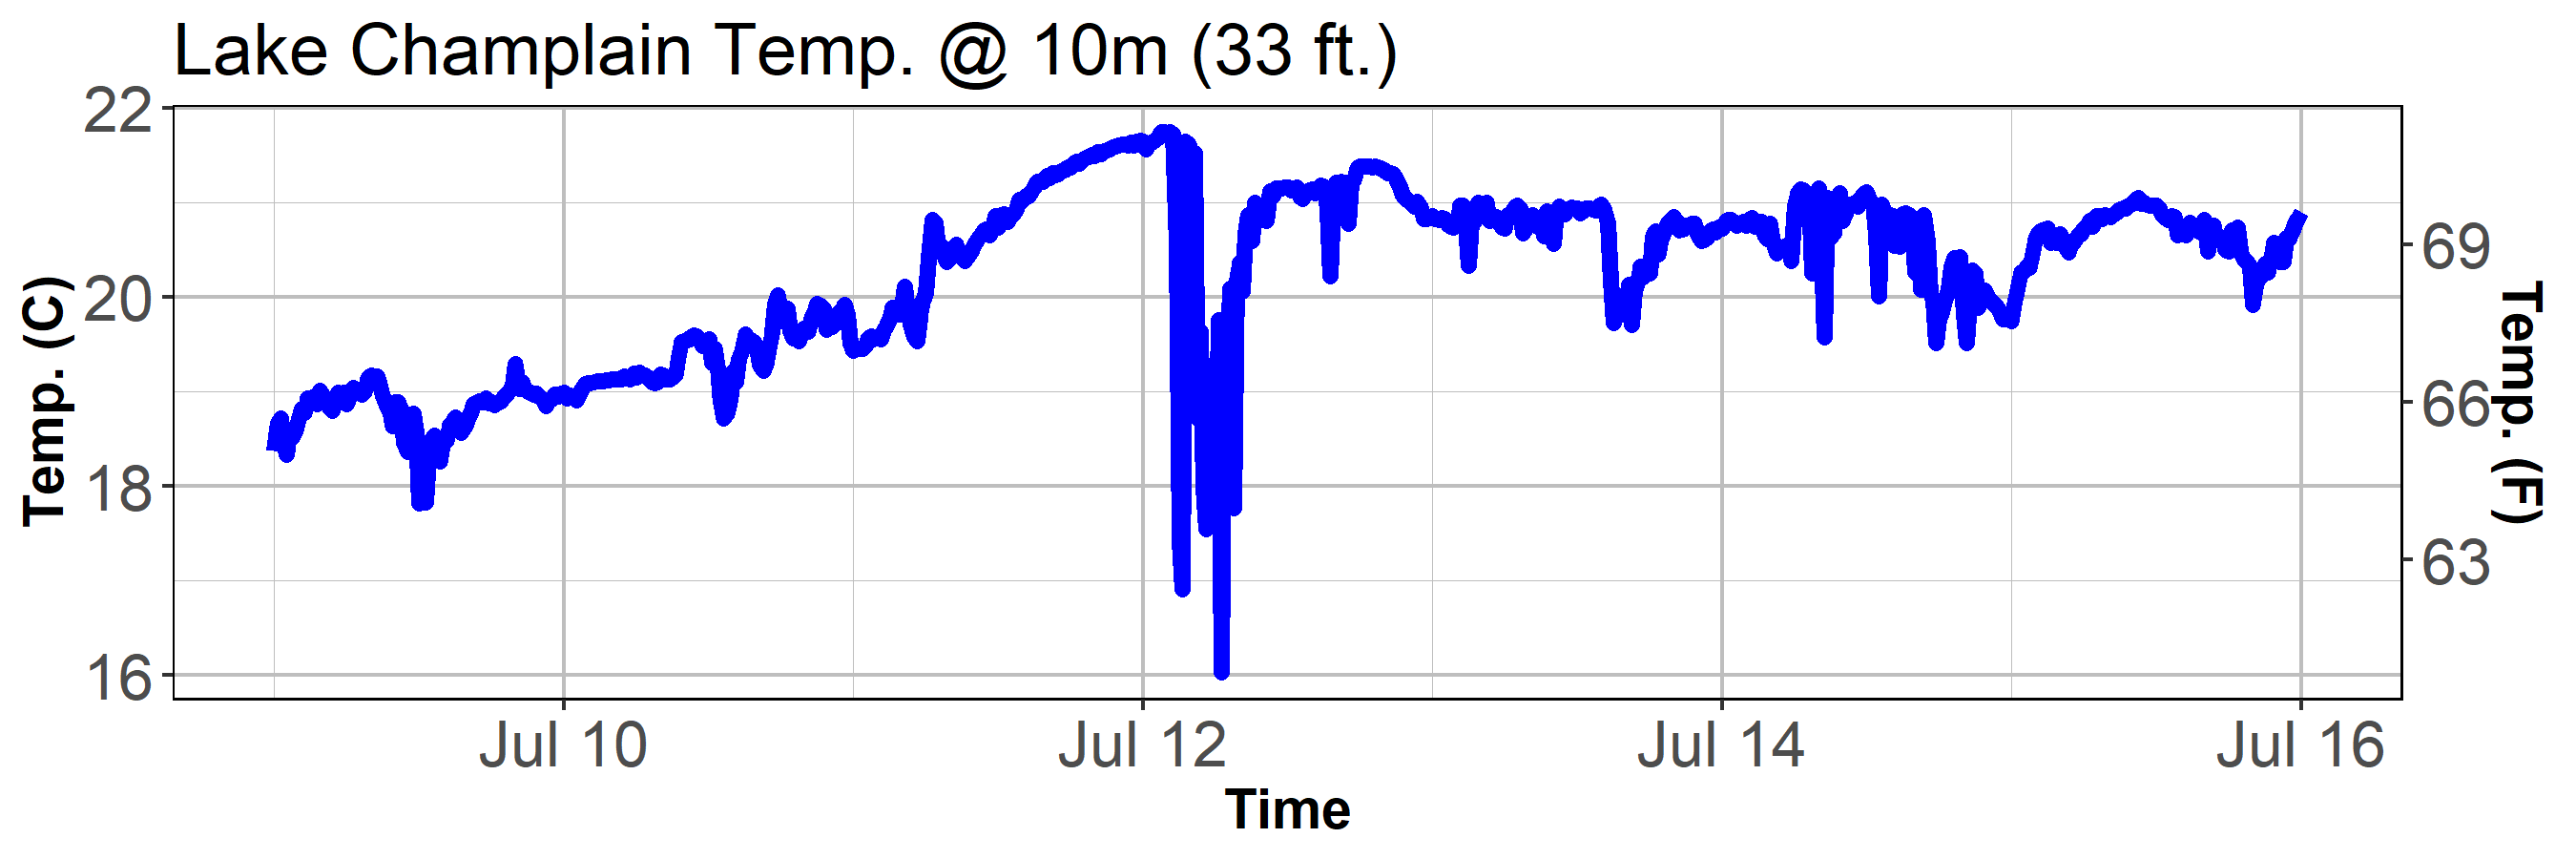 Lake Champlain Temp. @ 10m (33 ft.)
22
20
18
16
Temp. (C)
69
66
63
Temp. (F)
Jul 10
Jul 12
Jul 14
Jul 16
Time